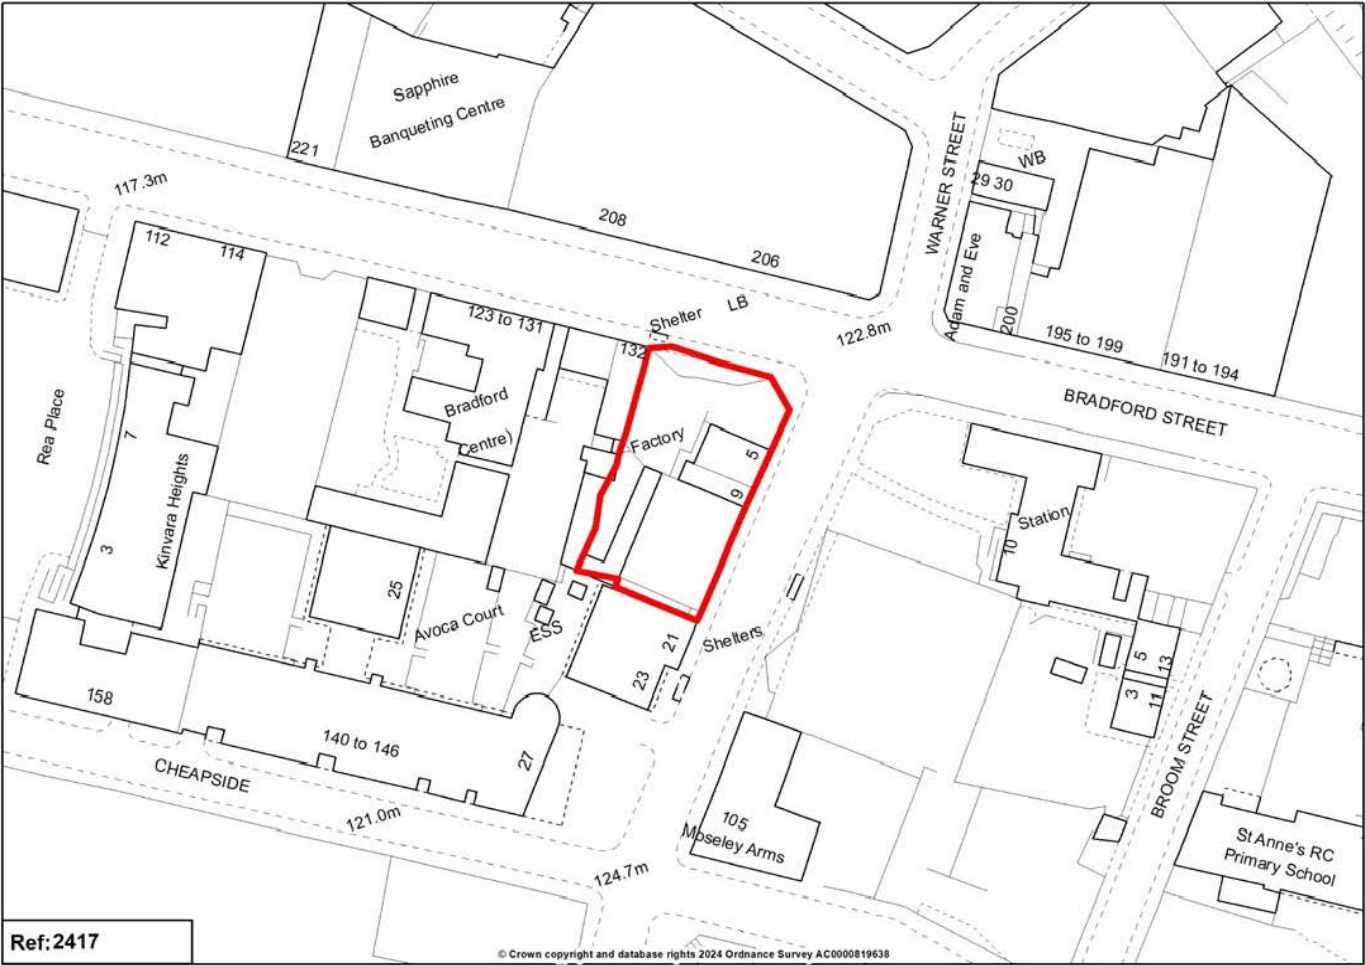 Sapphire
Banqueting Centre
221
117.3m
208
206
WARNER STREET
WB
29 30
Adam and Eve
200
112
114
123 to 131
Shelter
LB
132
122.8m
195 to 199
191 to 194
BRADFORD STREET
Rea Place
7
3
Kinvara Heights
Bradford
Centre)
Factory
5
9
Station
10
25
Avoca Court
ESS
21
23
Shelters
5
13
3
11
158
140 to 146
27
CHEAPSIDE
121.0m
124.7m
105
Moseley Arms
BROOM STREET
St Anne's RC
Primary School
Ref:2417
© Crown copyright and database rights 2024 Ordnance Survey AC0000819638